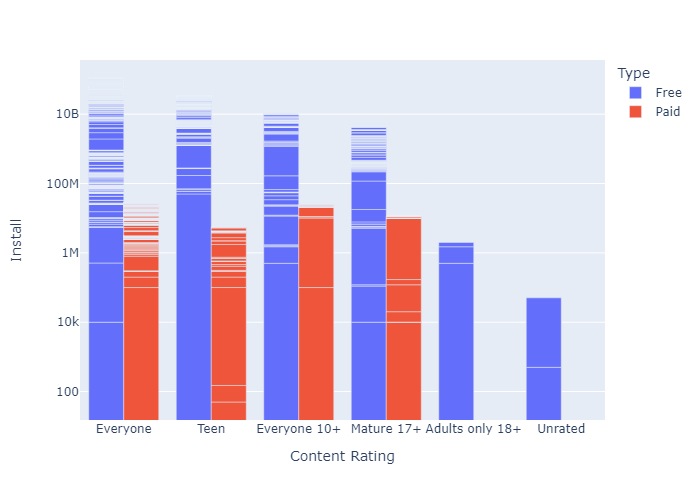 Type
Free
Paid
Install
10B
100M
1M
10k
100
Everyone
Teen
Everyone 10+
Mature 17+
Adults only 18+
Unrated
Content Rating